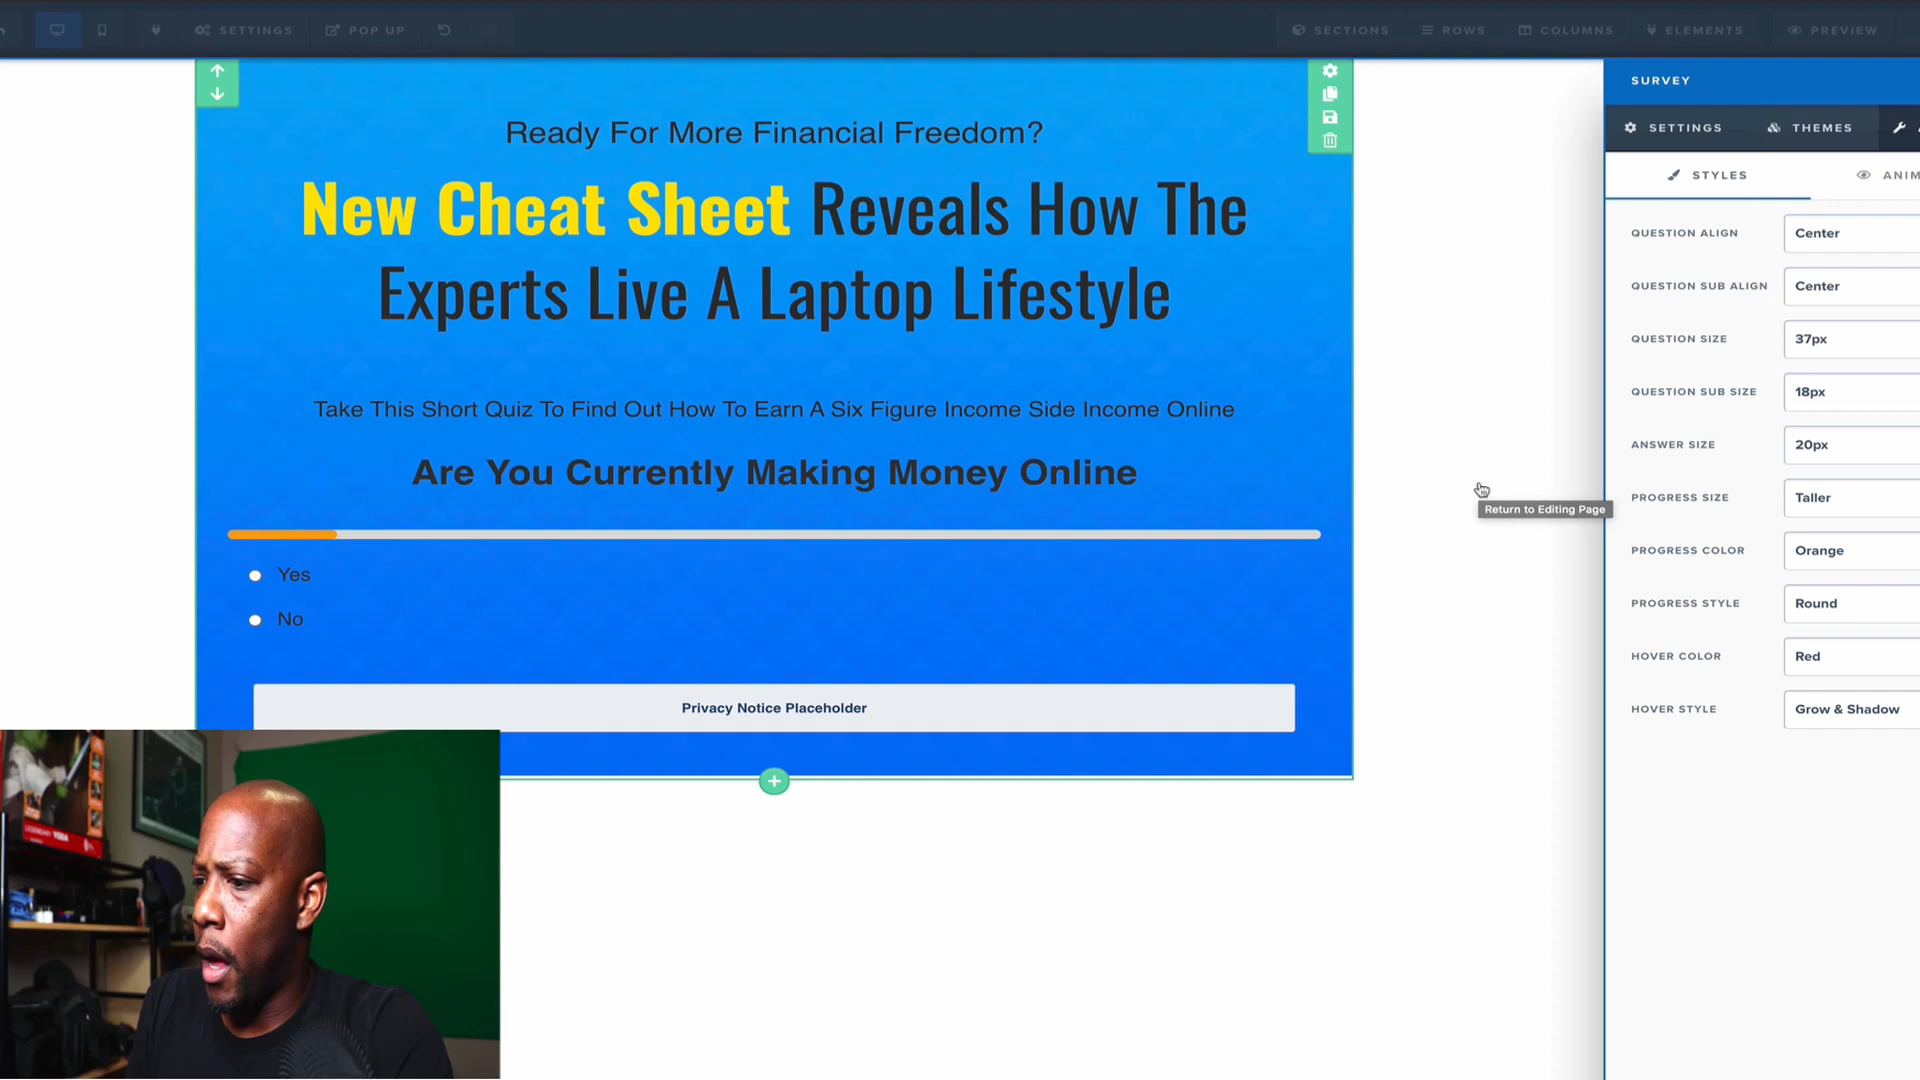 SETTINGS
POP UP
SECTIONS
ROWS
COLUMNS
ELEMENTS
PREVIEW
Ready For More Financial Freedom?
New Cheat Sheet Reveals How The
Experts Live A Laptop Lifestyle
Take This Short Quiz To Find Out How To Earn A Six Figure Income Side Income Online
Are You Currently Making Money Online
Yes
No
Privacy Notice Placeholder
Return to Editing Page
SURVEY
SETTINGS
THEMES
STYLES
ANIM
QUESTION ALIGN Center
QUESTION SUB ALIGN Center
QUESTION SIZE 37px
QUESTION SUB SIZE 18px
ANSWER SIZE 20px
PROGRESS SIZE Taller
PROGRESS COLOR Orange
PROGRESS STYLE Round
HOVER COLOR Red
HOVER STYLE Grow & Shadow
LEGENDARY YODA